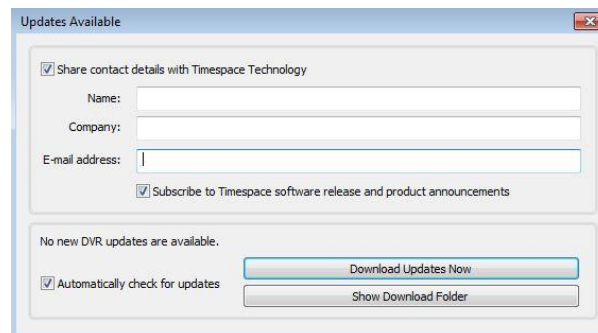 Updates Available
Share contact details with Timespace Technology
Name:
Company:
E-mail address:
Subscribe to Timespace software release and product announcements
No new DVR updates are available.
Download Updates Now
Automatically check for updates
Show Download Folder